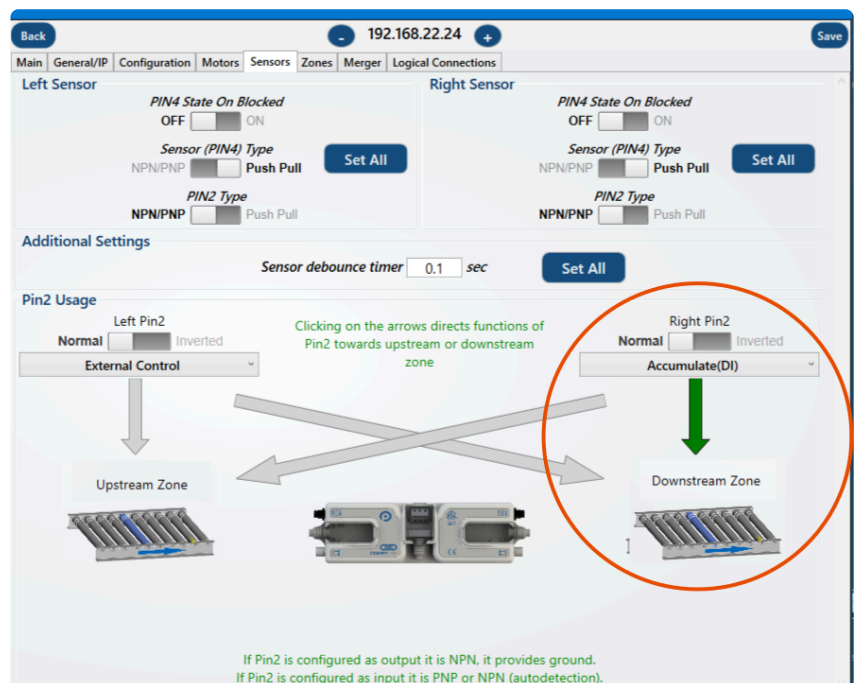 Back - 192.168.22.24 + Save
Main General/IP Configuration Motors Sensors Zones Merger Logical Connections
Left Sensor
PIN4 State On Blocked
OFF ON
Sensor (PIN4) Type
NPN/PNP Push Pull
Set All
PIN2 Type
NPN/PNP Push Pull
Right Sensor
PIN4 State On Blocked
OFF ON
Sensor (PIN4) Type
NPN/PNP Push Pull
Set All
PIN2 Type
NPN/PNP Push Pull
Additional Settings
Sensor debounce timer 0.1 sec Set All
Pin2 Usage
Left Pin2
Normal Inverted
External Control
Clicking on the arrows directs functions of
Pin2 towards upstream or downstream
zone
Right Pin2
Normal Inverted
Accumulate(DI)
Upstream Zone
Downstream Zone
If Pin2 is configured as output it is NPN, it provides ground.
If Pin2 is configured as input it is PNP or NPN (autodetection).